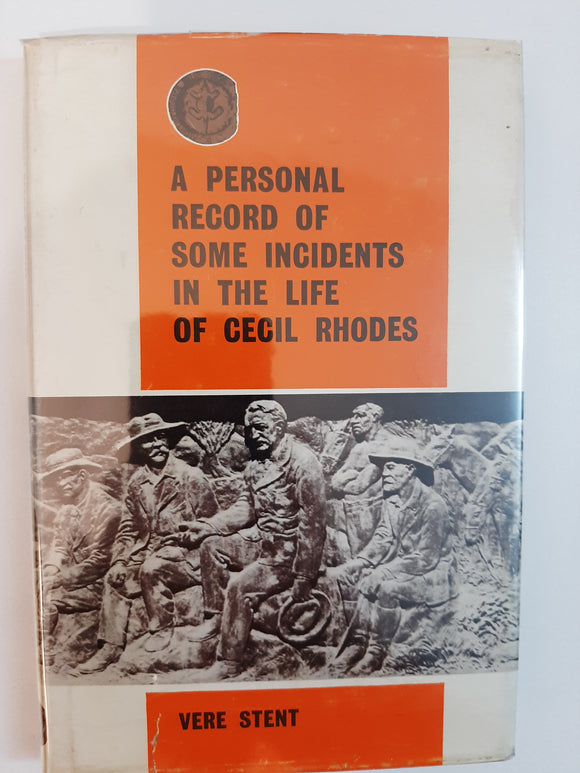 A PERSONAL
RECORD OF
SOME INCIDENTS
IN THE LIFE
OF CECIL RHODES
VERE STENT